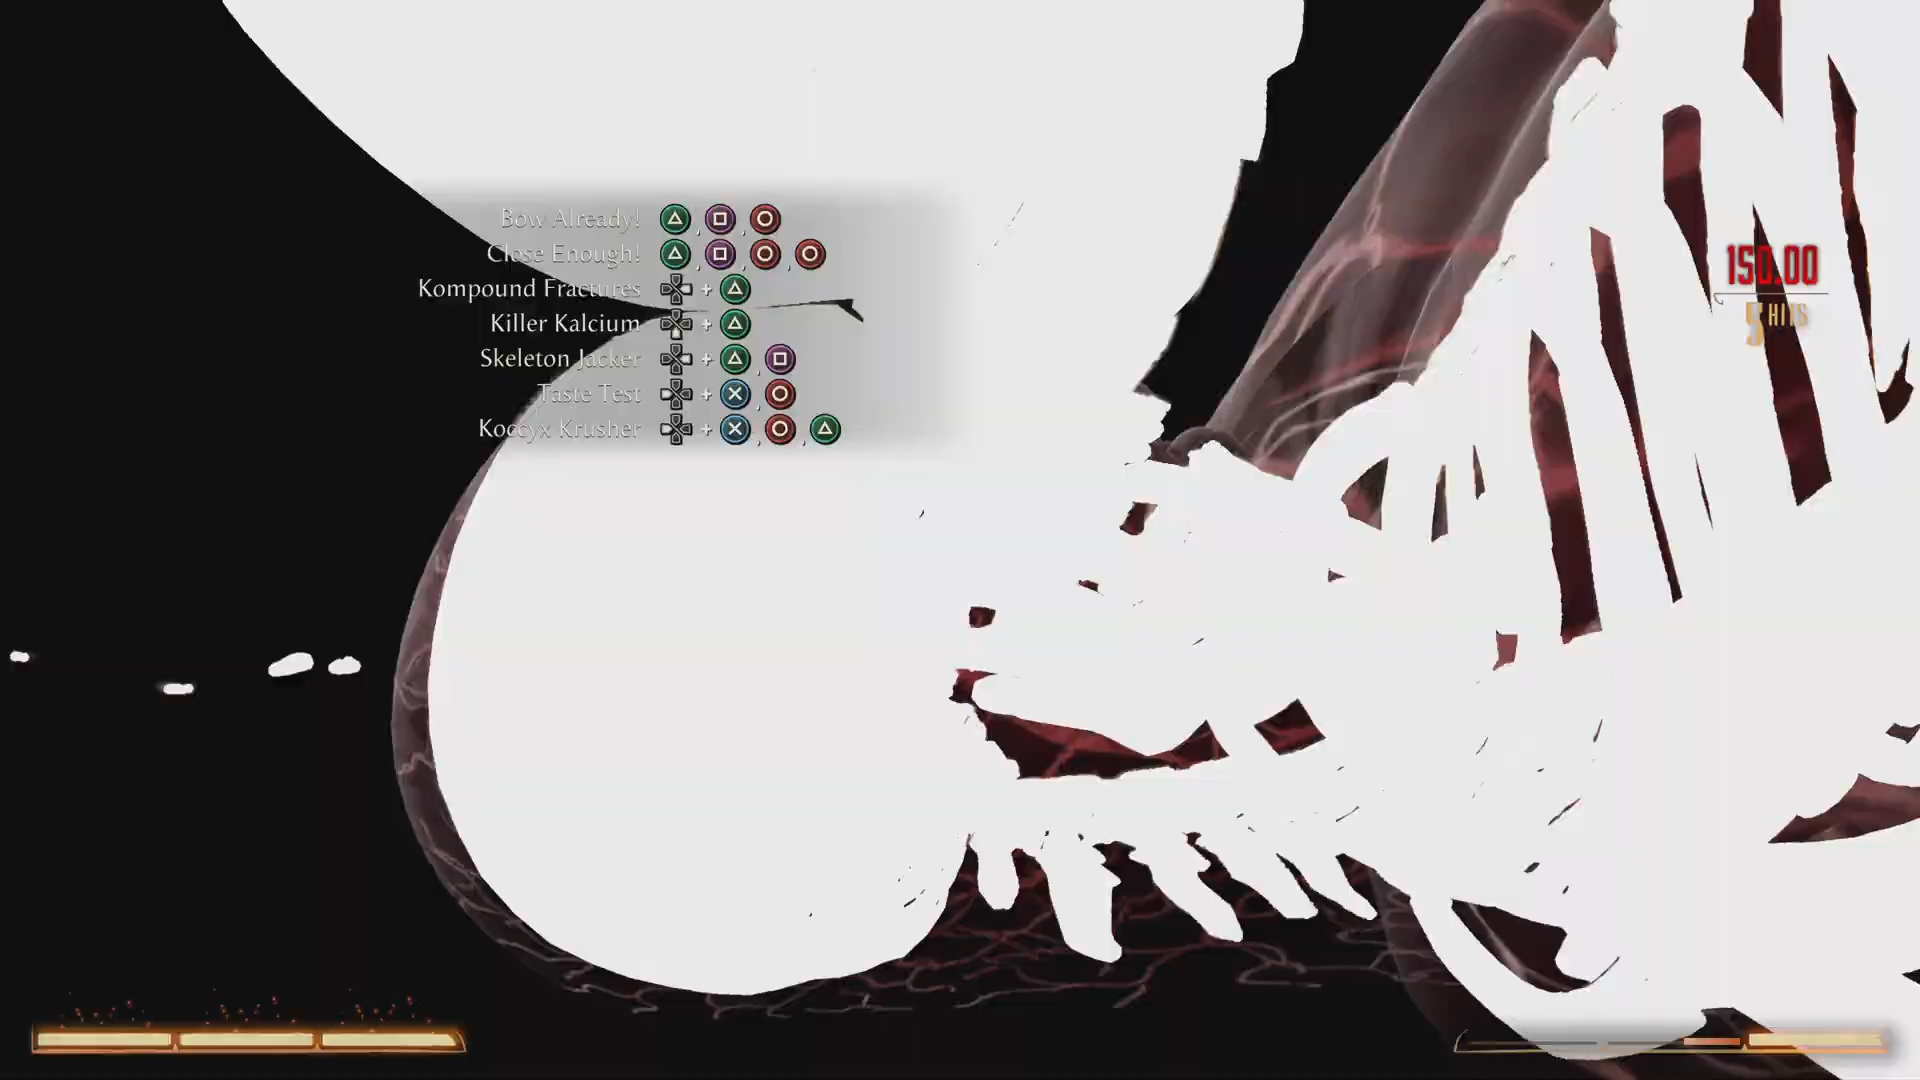 Bow Already!
Close Enough!
Kompound Fractures +
Killer Kalcium +
Skeleton Jacker +
Taste Test +
Koccyx Krusher +
150.00
5 HITS